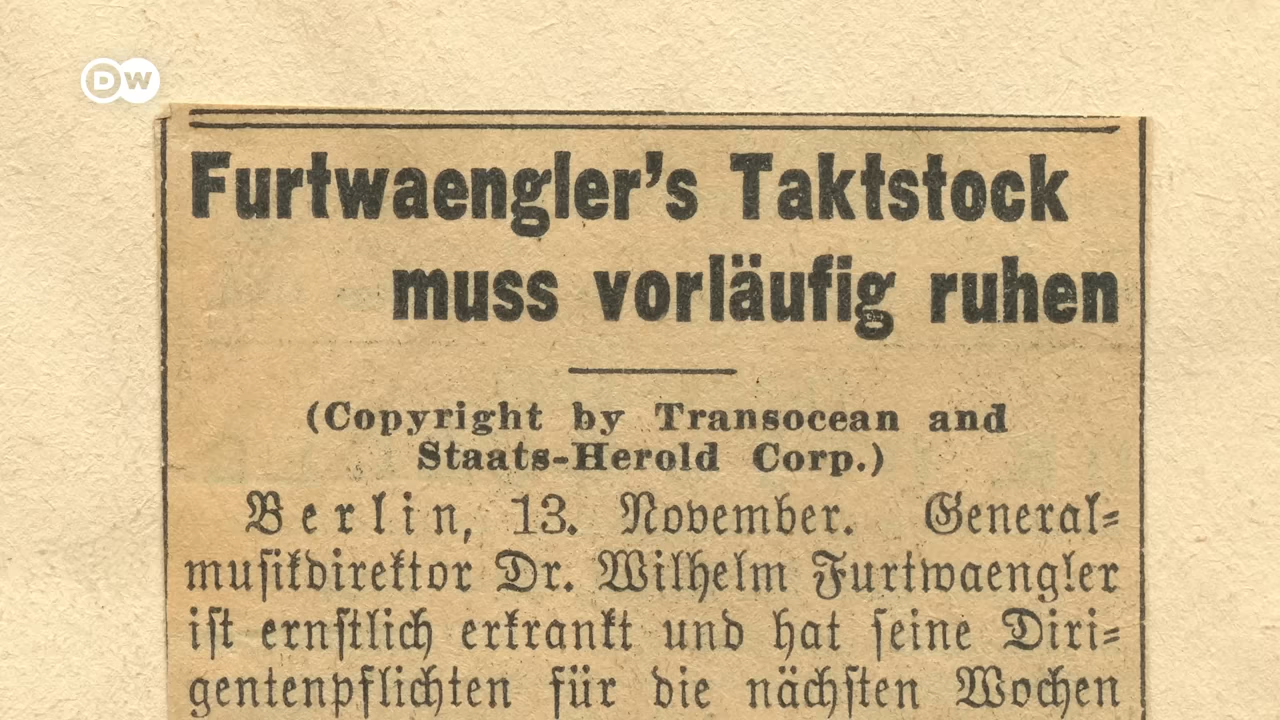 DW
Furtwaengler's Taktstock
muss vorläufig ruhen
(Copyright by Transocean and
Staats-Herold Corp.)
Berlin, 13. November. General-
musikdirektor Dr. Wilhelm Furtwaengler
ist ernstlich erkrankt und hat seine Diri-
gentenpflichten für die nächsten Wochen